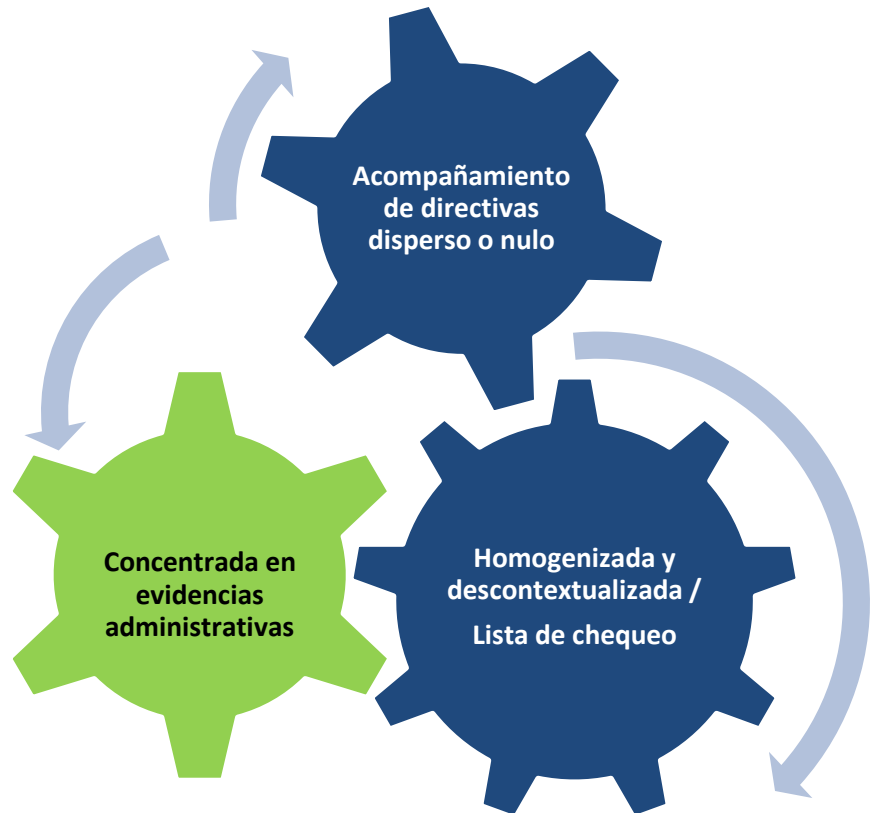 Acompañamiento
de directivas
disperso o nulo
Concentrada en
evidencias
administrativas
Homogenizada y
descontextualizada /
Lista de chequeo